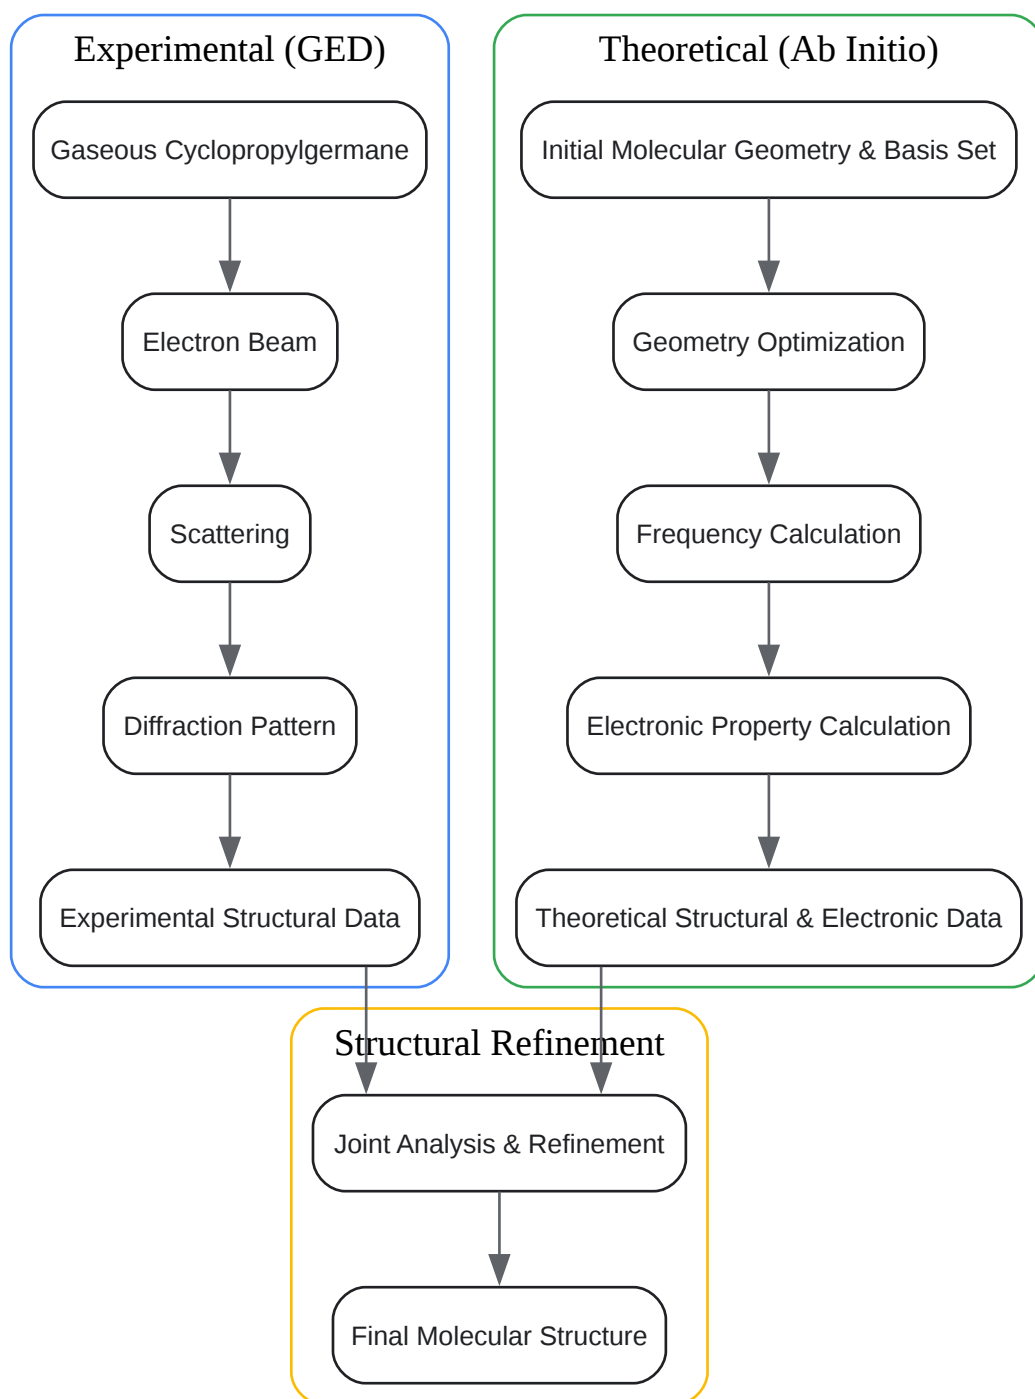 Experimental (GED)
Gaseous Cyclopropylgermane
Electron Beam
Scattering
Diffraction Pattern
Experimental Structural Data
Theoretical (Ab Initio)
Initial Molecular Geometry & Basis Set
Geometry Optimization
Frequency Calculation
Electronic Property Calculation
Theoretical Structural & Electronic Data
Structural Refinement
Joint Analysis & Refinement
Final Molecular Structure